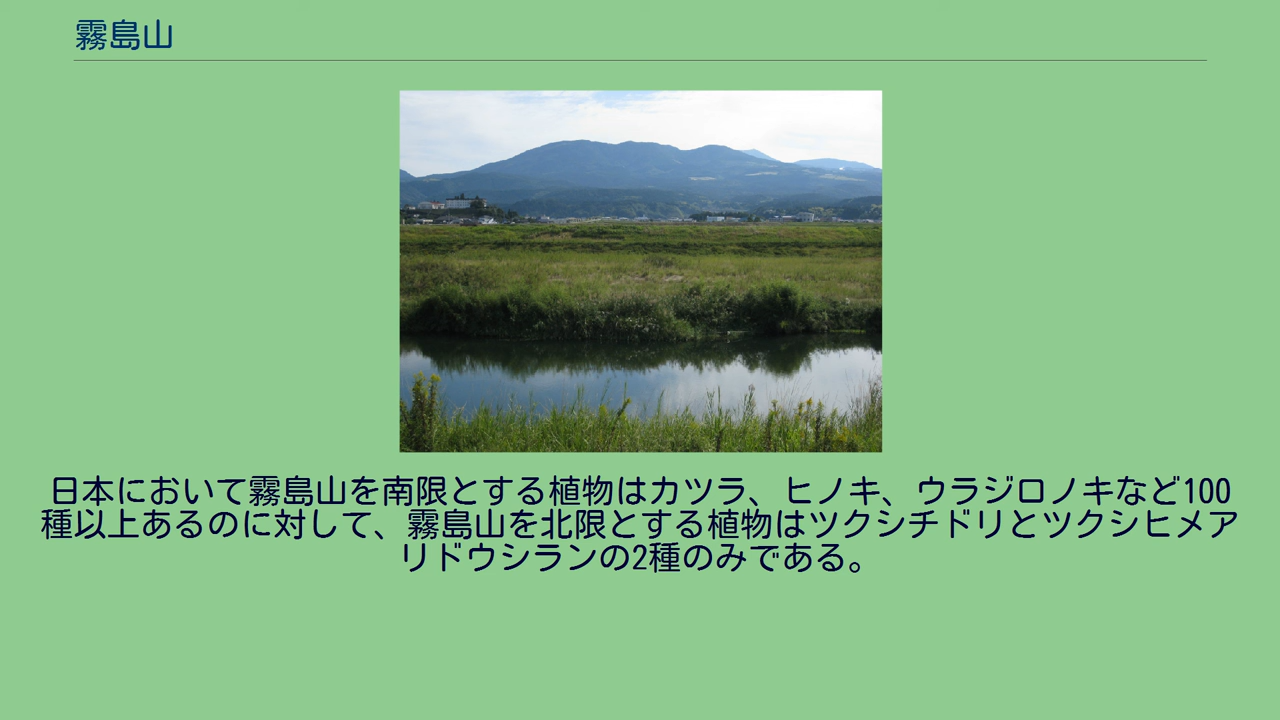 霧島山
日本において霧島山を南限とする植物はカツラ、ヒノキ、ウラジロノキなど100
種以上あるのに対して、霧島山を北限とする植物はツクシチドリとツクシヒメア
リドウシランの2種のみである。